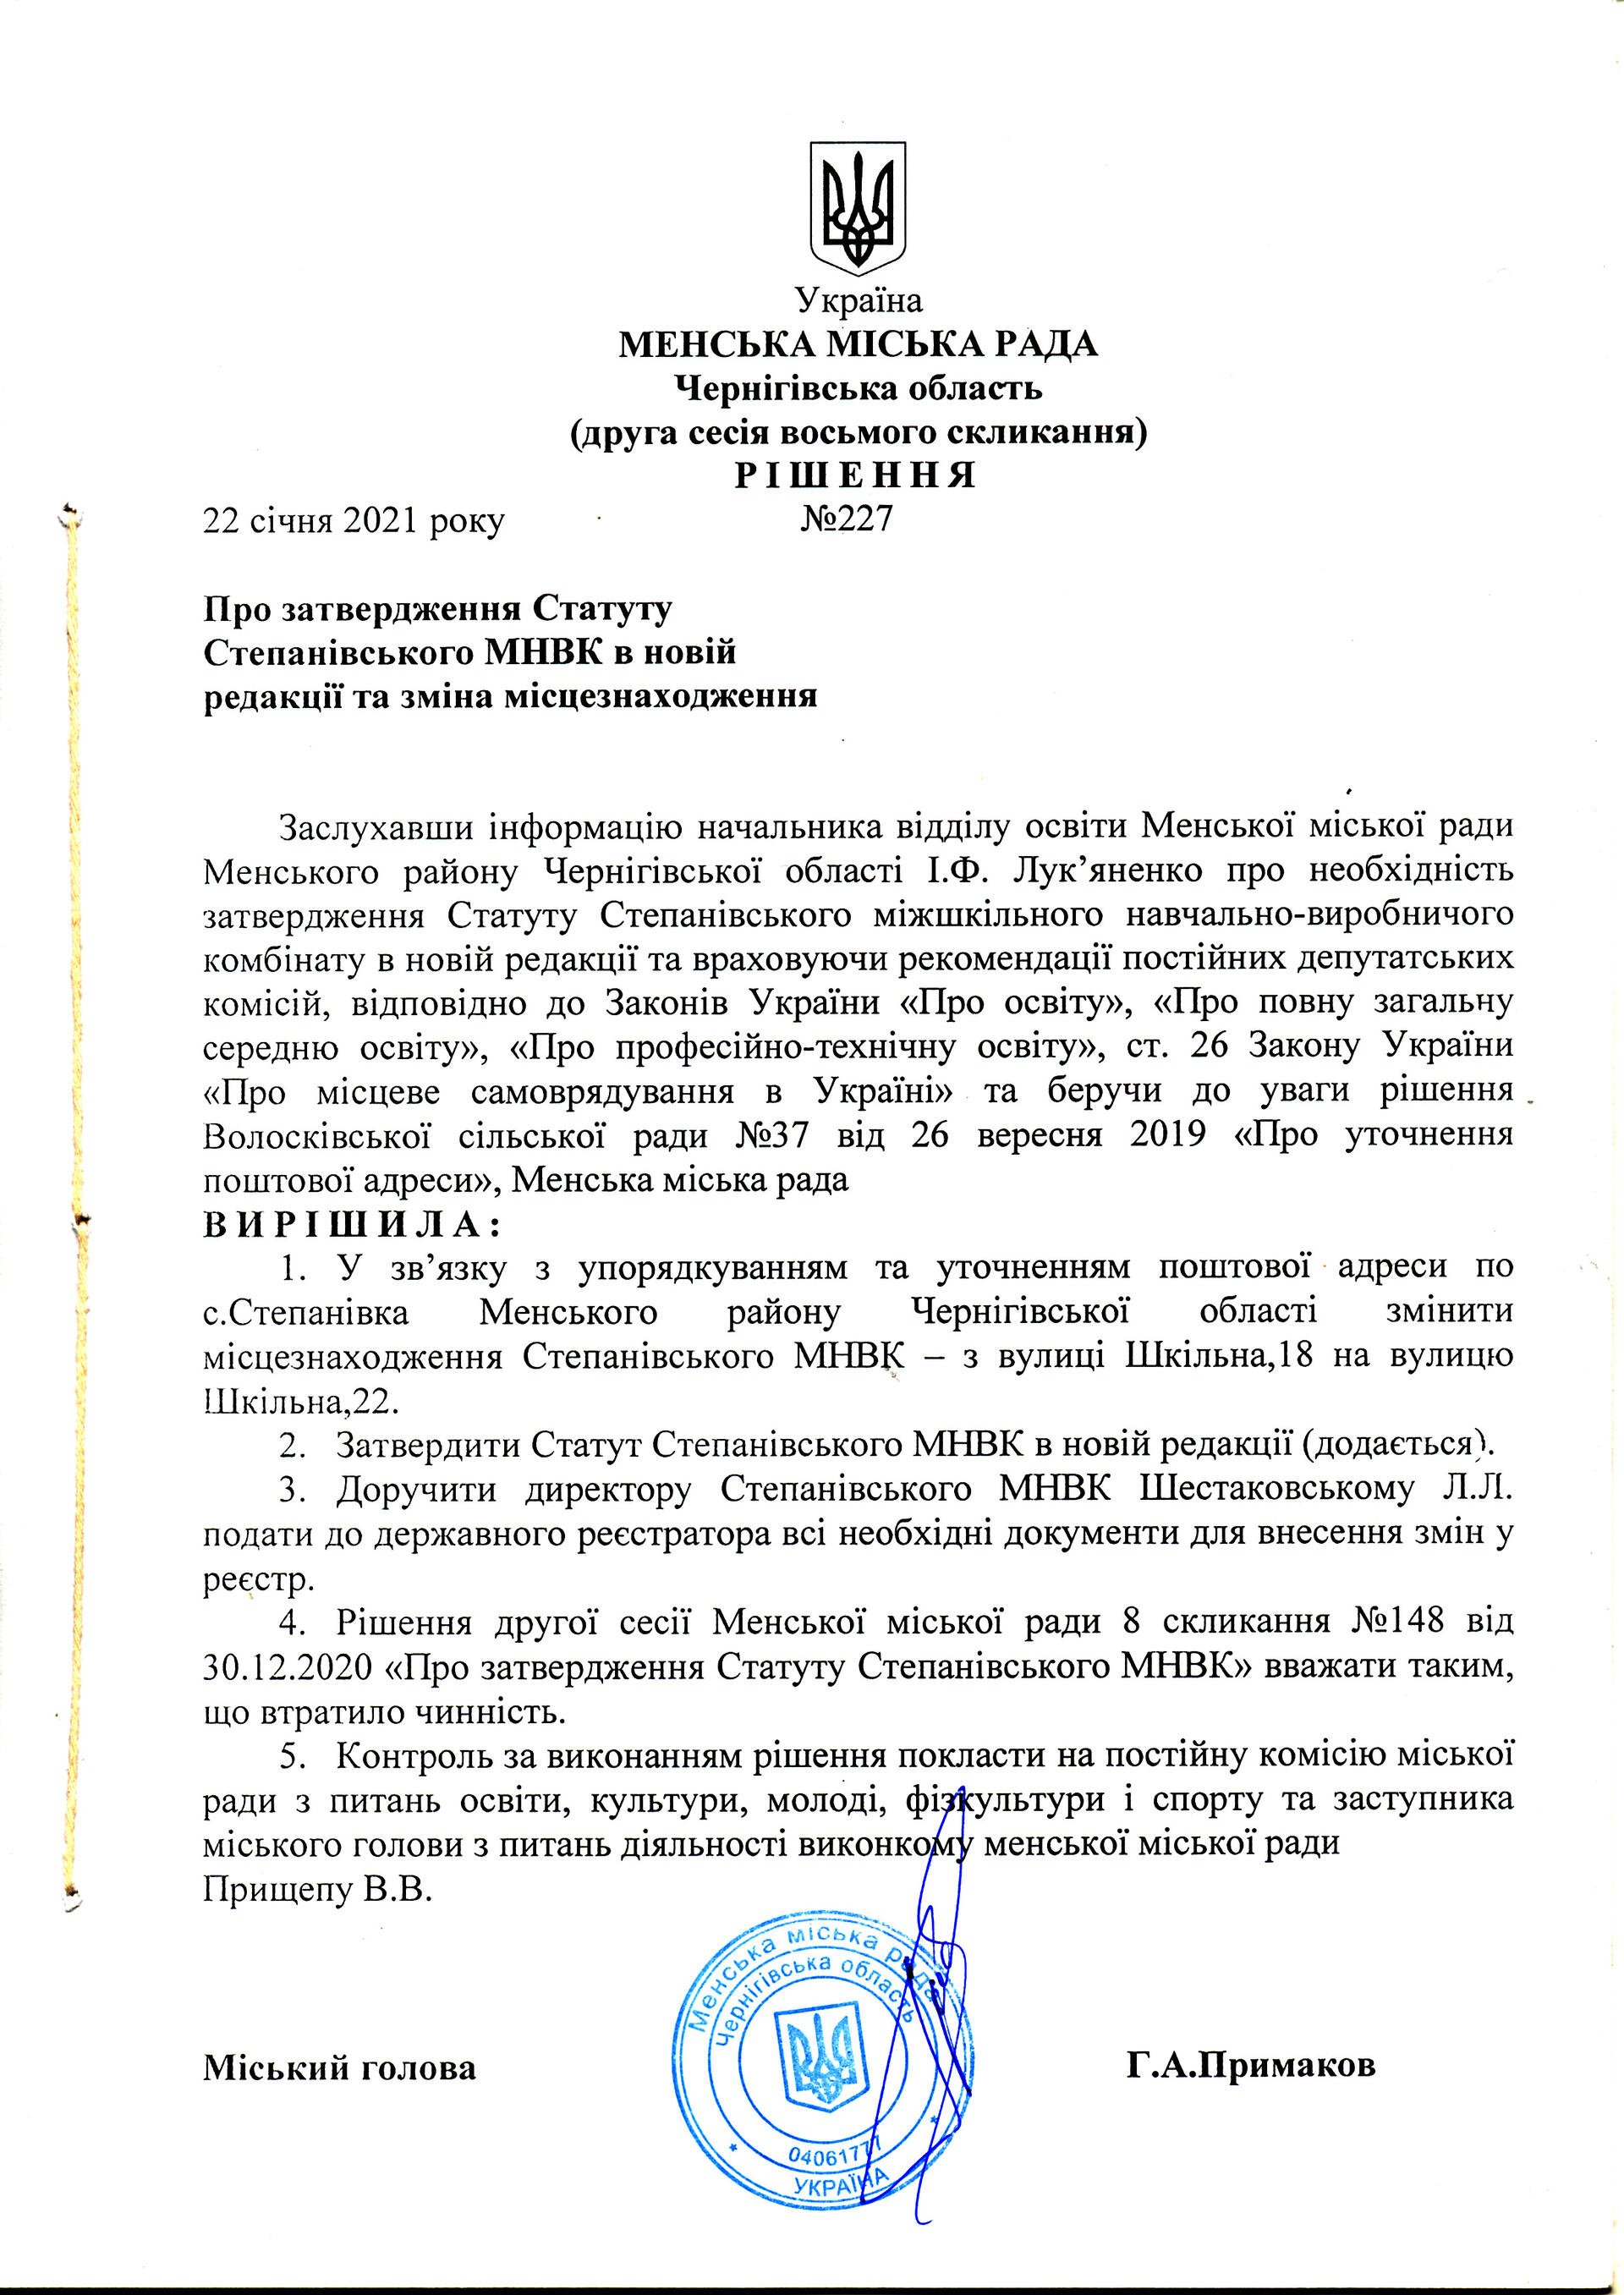 Україна
МЕНСЬКА МІСЬКА РАДА
Чернігівська область
(друга сесія восьмого скликання)
Р І Ш Е Н Н Я
22 січня 2021 року №227
Про затвердження Статуту
Степанівського МНВК в новій
редакції та зміна місцезнаходження
Заслухавши інформацію начальника відділу освіти Менської міської ради
Менського району Чернігівської області І.Ф. Лук’яненко про необхідність
затвердження Статуту Степанівського міжшкільного навчально-виробничого
комбінату в новій редакції та враховуючи рекомендації постійних депутатських
комісій, відповідно до Законів України «Про освіту», «Про повну загальну
середню освіту», «Про професійно-технічну освіту», ст. 26 Закону України
«Про місцеве самоврядування в Україні» та беручи до уваги рішення
Волосківської сільської ради №37 від 26 вересня 2019 «Про уточнення
поштової адреси», Менська міська рада
В И Р І Ш И Л А :
1. У зв’язку з упорядкуванням та уточненням поштової адреси по
с.Степанівка Менського району Чернігівської області змінити
місцезнаходження Степанівського МНВК – з вулиці Шкільна,18 на вулицю
Шкільна,22.
2. Затвердити Статут Степанівського МНВК в новій редакції (додається).
3. Доручити директору Степанівського МНВК Шестаковському Л.Л.
подати до державного реєстратора всі необхідні документи для внесення змін у
реєстр.
4. Рішення другої сесії Менської міської ради 8 скликання №148 від
30.12.2020 «Про затвердження Статуту Степанівського МНВК» вважати таким,
що втратило чинність.
5. Контроль за виконанням рішення покласти на постійну комісію міської
ради з питань освіти, культури, молоді, фізкультури і спорту та заступника
міського голови з питань діяльності виконкому менської міської ради
Прищепу В.В.
Менська міська рада
Чернігівська область
04061777
УКРАЇНА
Міський голова Г.А.Примаков